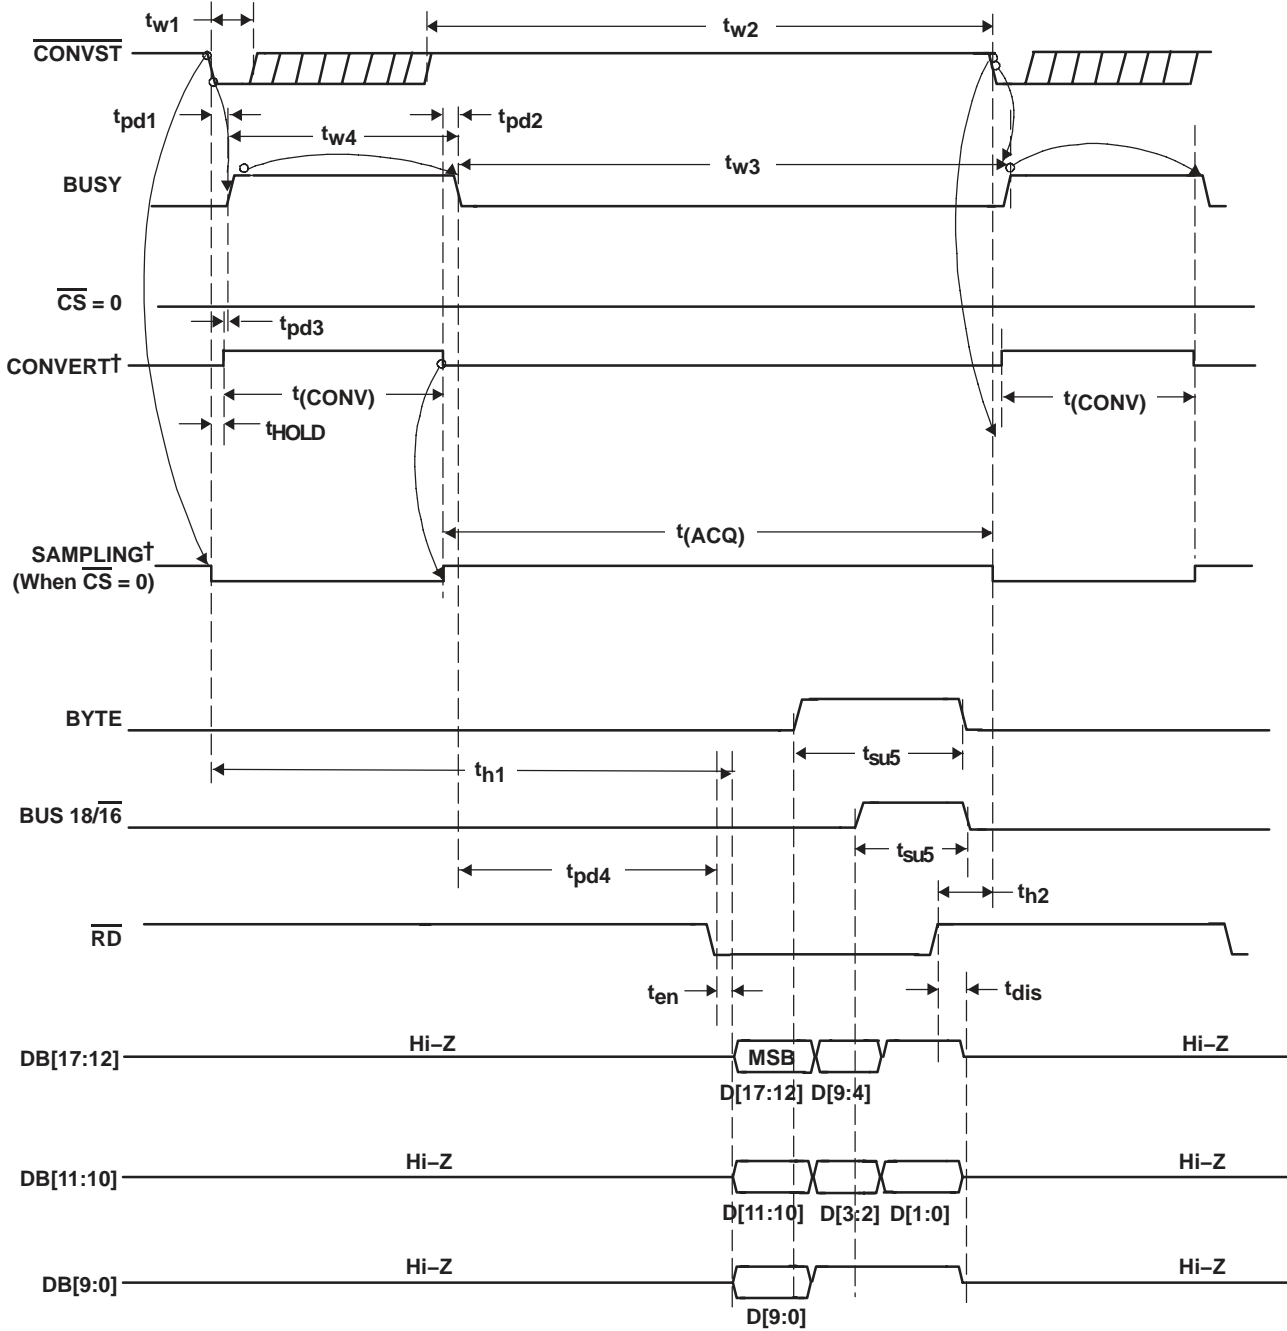 tw1
tw2
CONVST
tpd1
tw4
tpd2
tw3
BUSY
CS = 0
tpd3
CONVERT†
t(CONV)
t(CONV)
tHOLD
t(ACQ)
SAMPLING†
(When CS = 0)
BYTE
tsu5
th1
BUS 18/16
tsu5
tpd4
th2
RD
ten
tdis
Hi–Z
Hi–Z
DB[17:12]
MSB
D[17:12]
D[9:4]
Hi–Z
Hi–Z
DB[11:10]
D[11:10]
D[3:2]
D[1:0]
Hi–Z
Hi–Z
DB[9:0]
D[9:0]